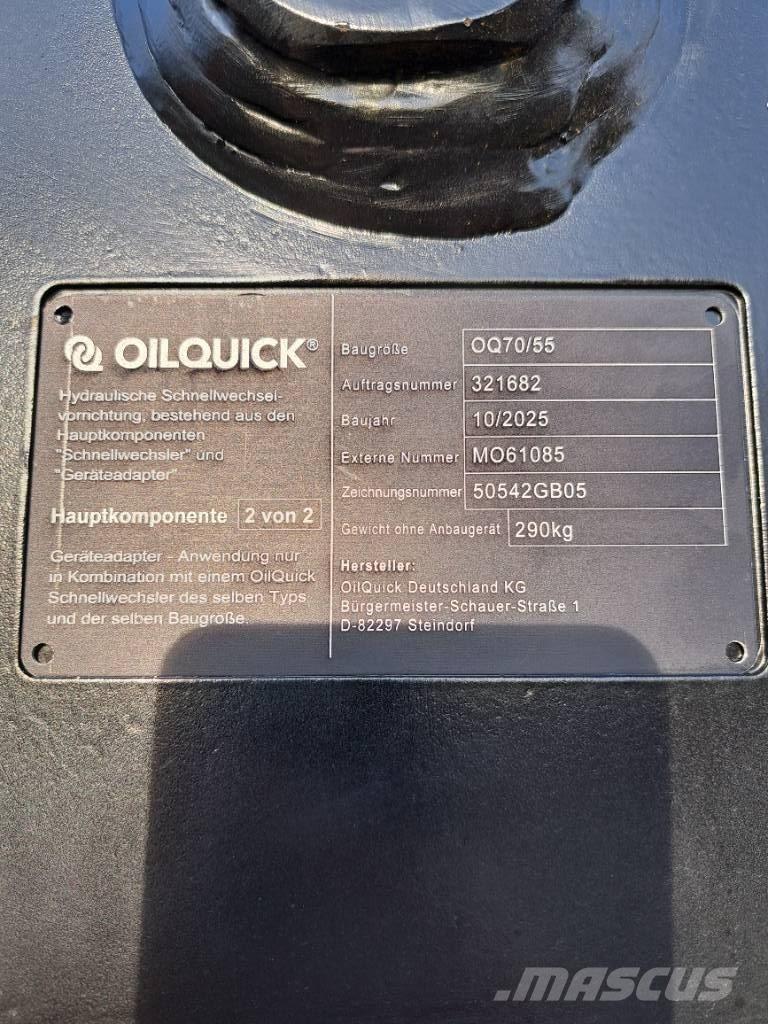 OILQUICK®
Hydraulische Schnellwechsel-
vorrichtung, bestehend aus den
Hauptkomponenten
"Schnellwechsler" und
"Geräteadapter"
Hauptkomponente 2 von 2
Geräteadapter - Anwendung nur
in Kombination mit einem OilQuick
Schnellwechsler des selben Typs
und der selben Baugröße.
Baugröße OQ70/55
Auftragsnummer 321682
Baujahr 10/2025
Externe Nummer MO61085
Zeichnungsnummer 50542GB05
Gewicht ohne Anbaugerät 290kg
Hersteller:
OilQuick Deutschland KG
Bürgermeister-Schauer-Straße 1
D-82297 Steindorf
MASCUS